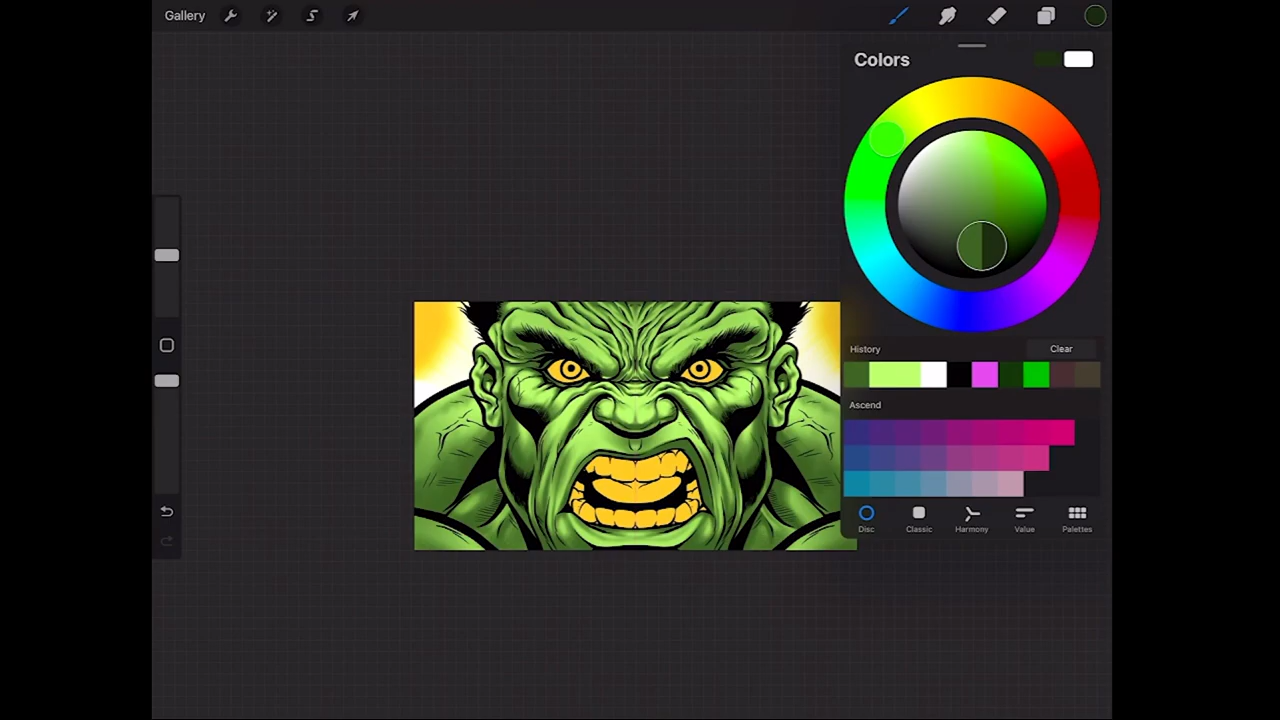 Gallery
Colors
History Clear
Ascend
Disc Classic Harmony Value Palettes